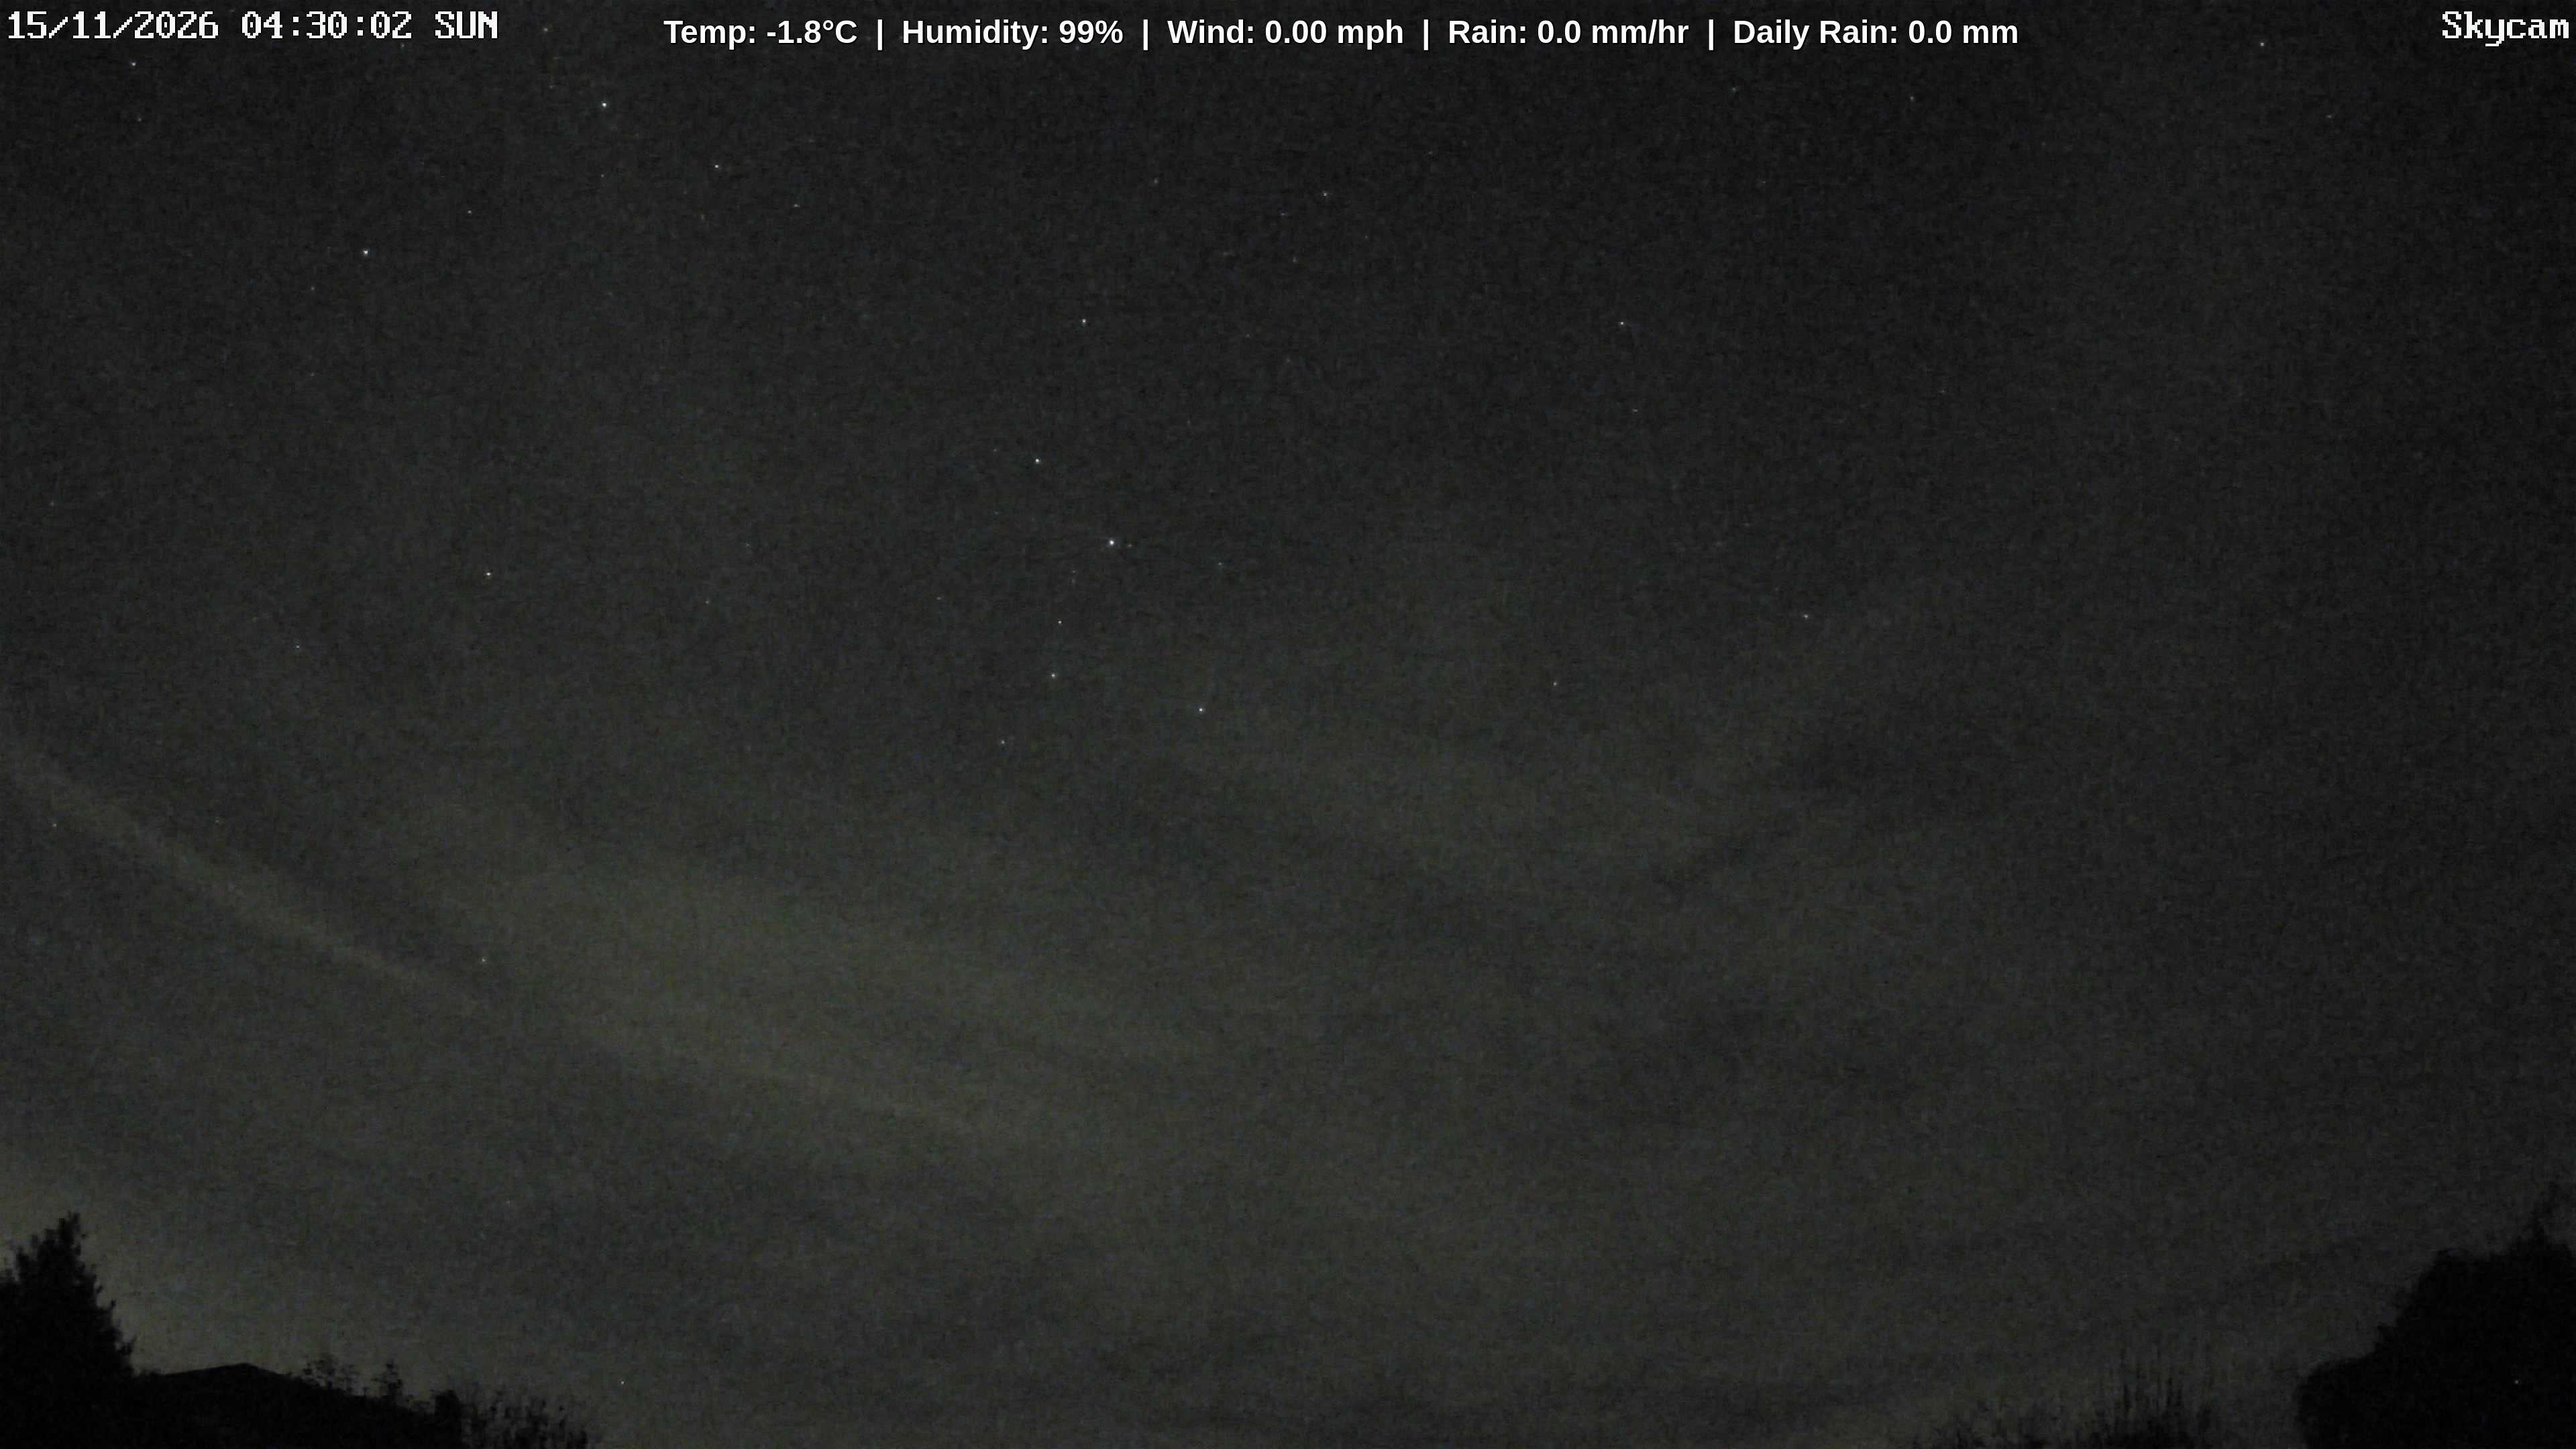 15/11/2026 04:30:02 SUN
Temp: -1.8°C | Humidity: 99% | Wind: 0.00 mph | Rain: 0.0 mm/hr | Daily Rain: 0.0 mm
Skycam